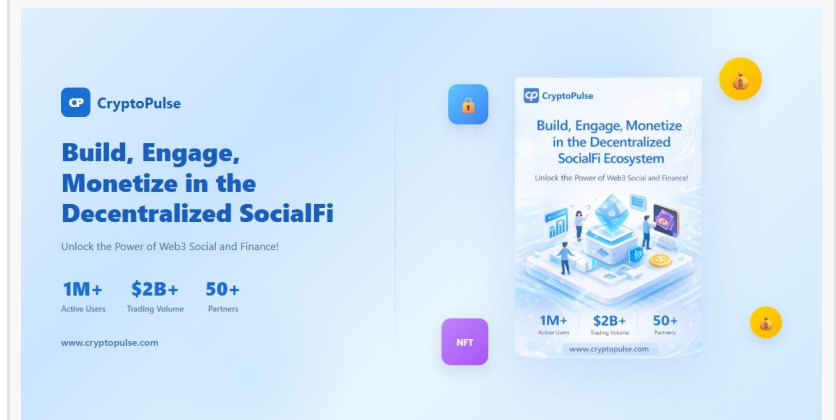 CP CryptoPulse
Build, Engage,
Monetize in the
Decentralized SocialFi
Unlock the Power of Web3 Social and Finance!
1M+ $2B+ 50+
Active Users Trading Volume Partners
www.cryptopulse.com
NFT
CP CryptoPulse
Build, Engage, Monetize
in the Decentralized
SocialFi Ecosystem
Unlock the Power of Web3 Social and Finance!
1M+ $2B+ 50+
Active Users Trading Volume Partners
www.cryptopulse.com